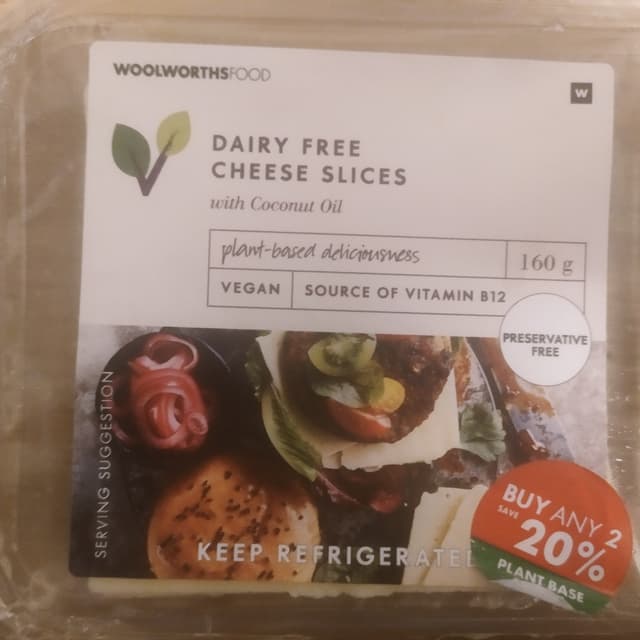 WOOLWORTHSFOOD
W
DAIRY FREE
CHEESE SLICES
with Coconut Oil
plant-based deliciousness
160 g
VEGAN
SOURCE OF VITAMIN B12
PRESERVATIVE
FREE
SERVING SUGGESTION
KEEP REFRIGERATED
BUY ANY 2
SAVE
20%
PLANT BASE